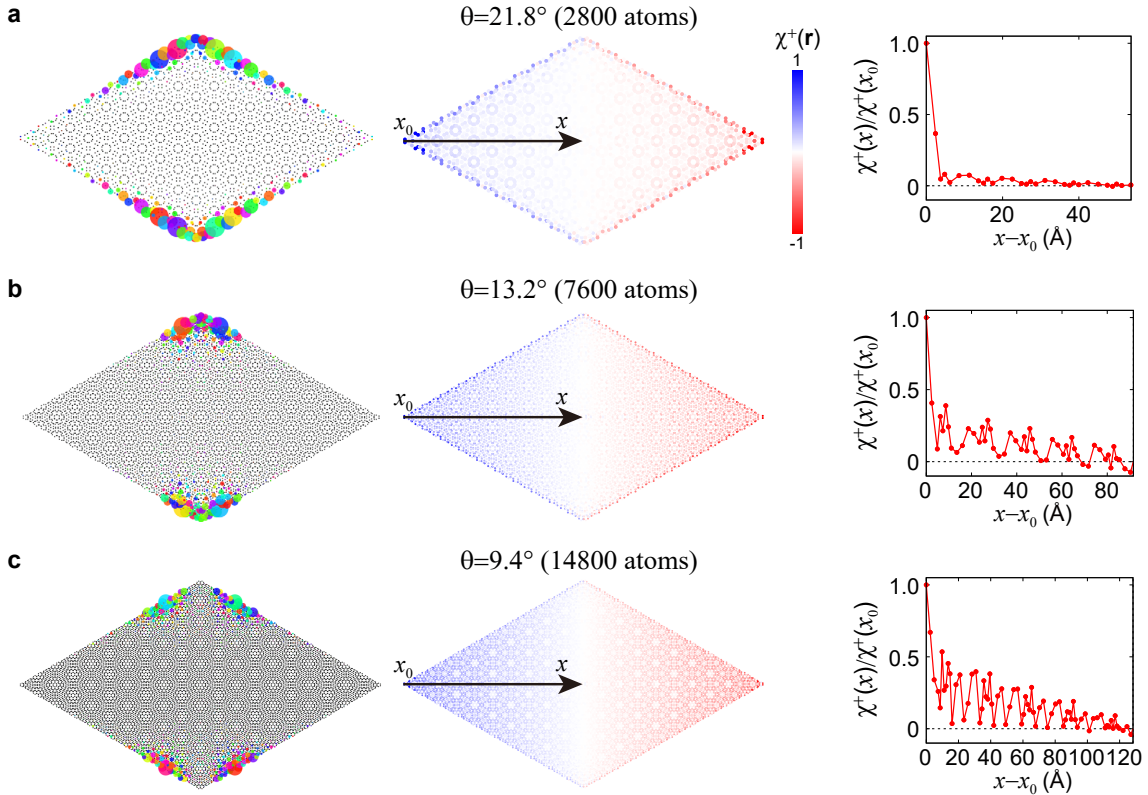 a
θ=21.8° (2800 atoms)
x₀ x
χ⁺(r)
1
-1
χ⁺(x)/χ⁺(x₀)
1.0
0.5
0
0 20 40
x−x₀ (Å)
b
θ=13.2° (7600 atoms)
x₀ x
χ⁺(x)/χ⁺(x₀)
1.0
0.5
0
0 20 40 60 80
x−x₀ (Å)
c
θ=9.4° (14800 atoms)
x₀ x
χ⁺(x)/χ⁺(x₀)
1.0
0.5
0
0 20 40 60 80 100 120
x−x₀ (Å)